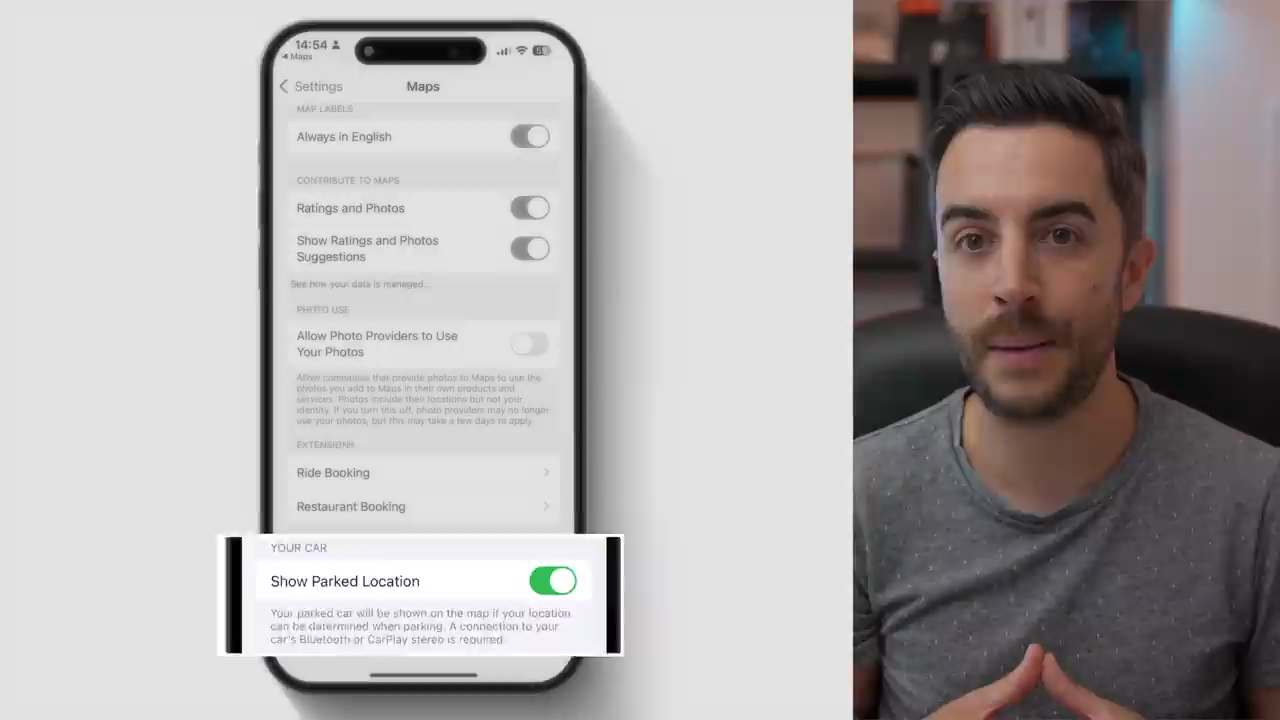 14:54
Maps
Settings
Maps
MAP LABELS
Always in English
CONTRIBUTE TO MAPS
Ratings and Photos
Show Ratings and Photos
Suggestions
See how your data is managed...
PHOTO USE
Allow Photo Providers to Use
Your Photos
Allow companies that provide photos to Maps to use the
photos you add to Maps in their own products and
services. Photos include their locations but not your
identity. If you turn this off, photo providers may no longer
use your photos, but this may take a few days to apply.
EXTENSIONS
Ride Booking
Restaurant Booking
YOUR CAR
Show Parked Location
Your parked car will be shown on the map if your location
can be determined when parking. A connection to your
car's Bluetooth or CarPlay stereo is required.